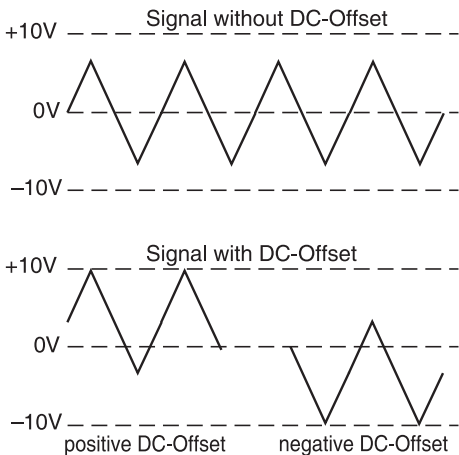 Signal without DC-Offset
+10V
0V
–10V
Signal with DC-Offset
+10V
0V
–10V
positive DC-Offset
negative DC-Offset